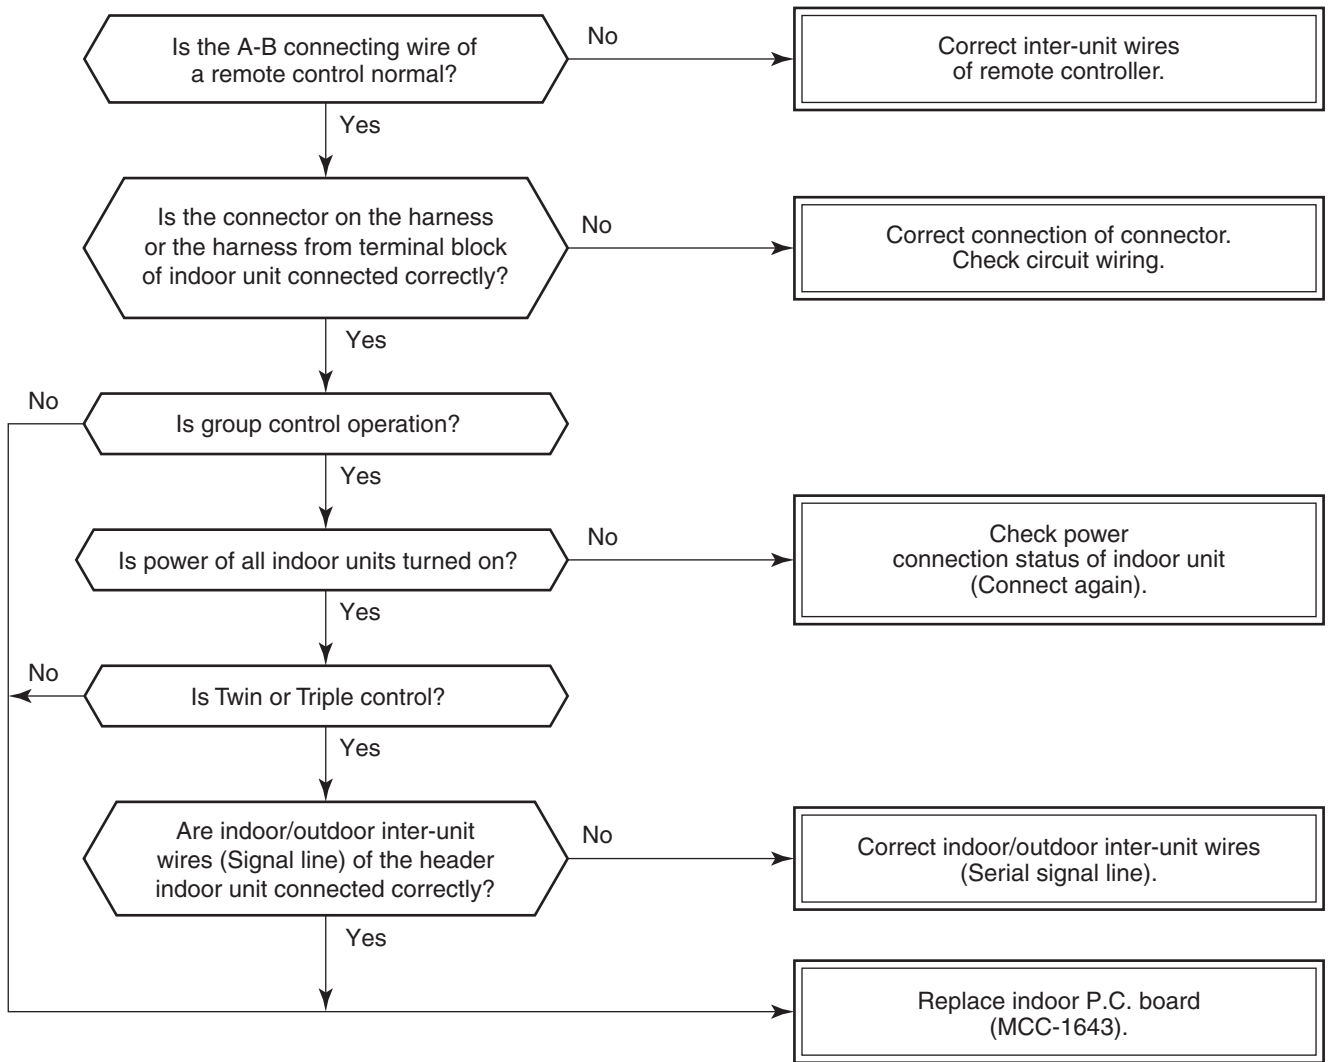 Is the A-B connecting wire of
a remote control normal?
No
Correct inter-unit wires
of remote controller.
Yes
Is the connector on the harness
or the harness from terminal block
of indoor unit connected correctly?
No
Correct connection of connector.
Check circuit wiring.
Yes
No
Is group control operation?
Yes
Is power of all indoor units turned on?
No
Check power
connection status of indoor unit
(Connect again).
Yes
No
Is Twin or Triple control?
Yes
Are indoor/outdoor inter-unit
wires (Signal line) of the header
indoor unit connected correctly?
No
Correct indoor/outdoor inter-unit wires
(Serial signal line).
Yes
Replace indoor P.C. board
(MCC-1643).